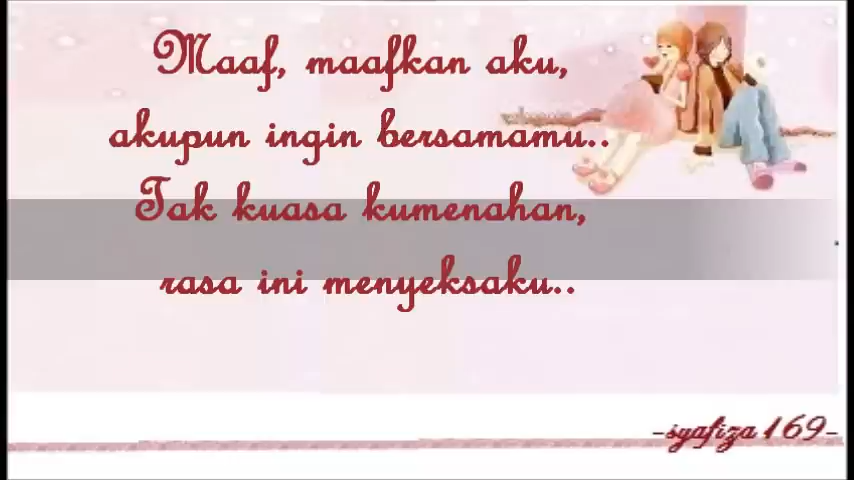 Maaf, maafkan aku,
akupun ingin bersamamu..
Tak kuasa kumenahan,
rasa ini menyeksaku..
-syafiza169-